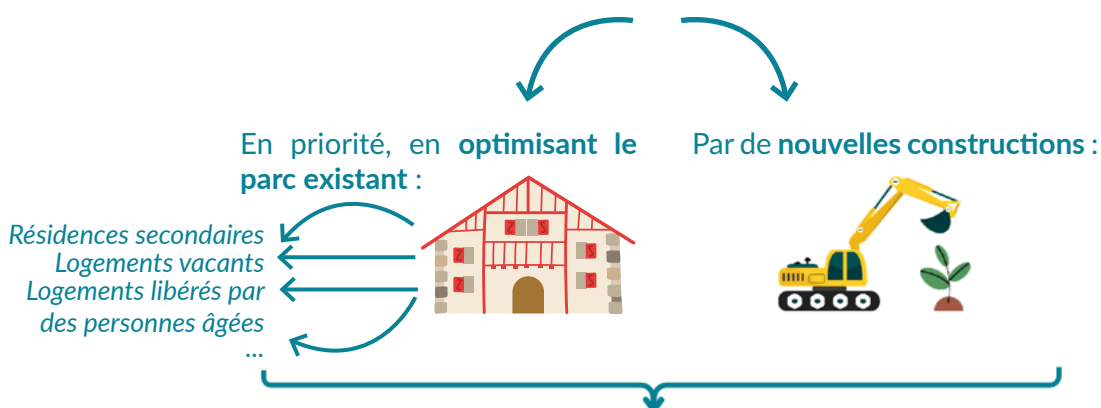 En priorité, en optimisant le
parc existant :
Par de nouvelles constructions :
Résidences secondaires
Logements vacants
Logements libérés par
des personnes âgées
...